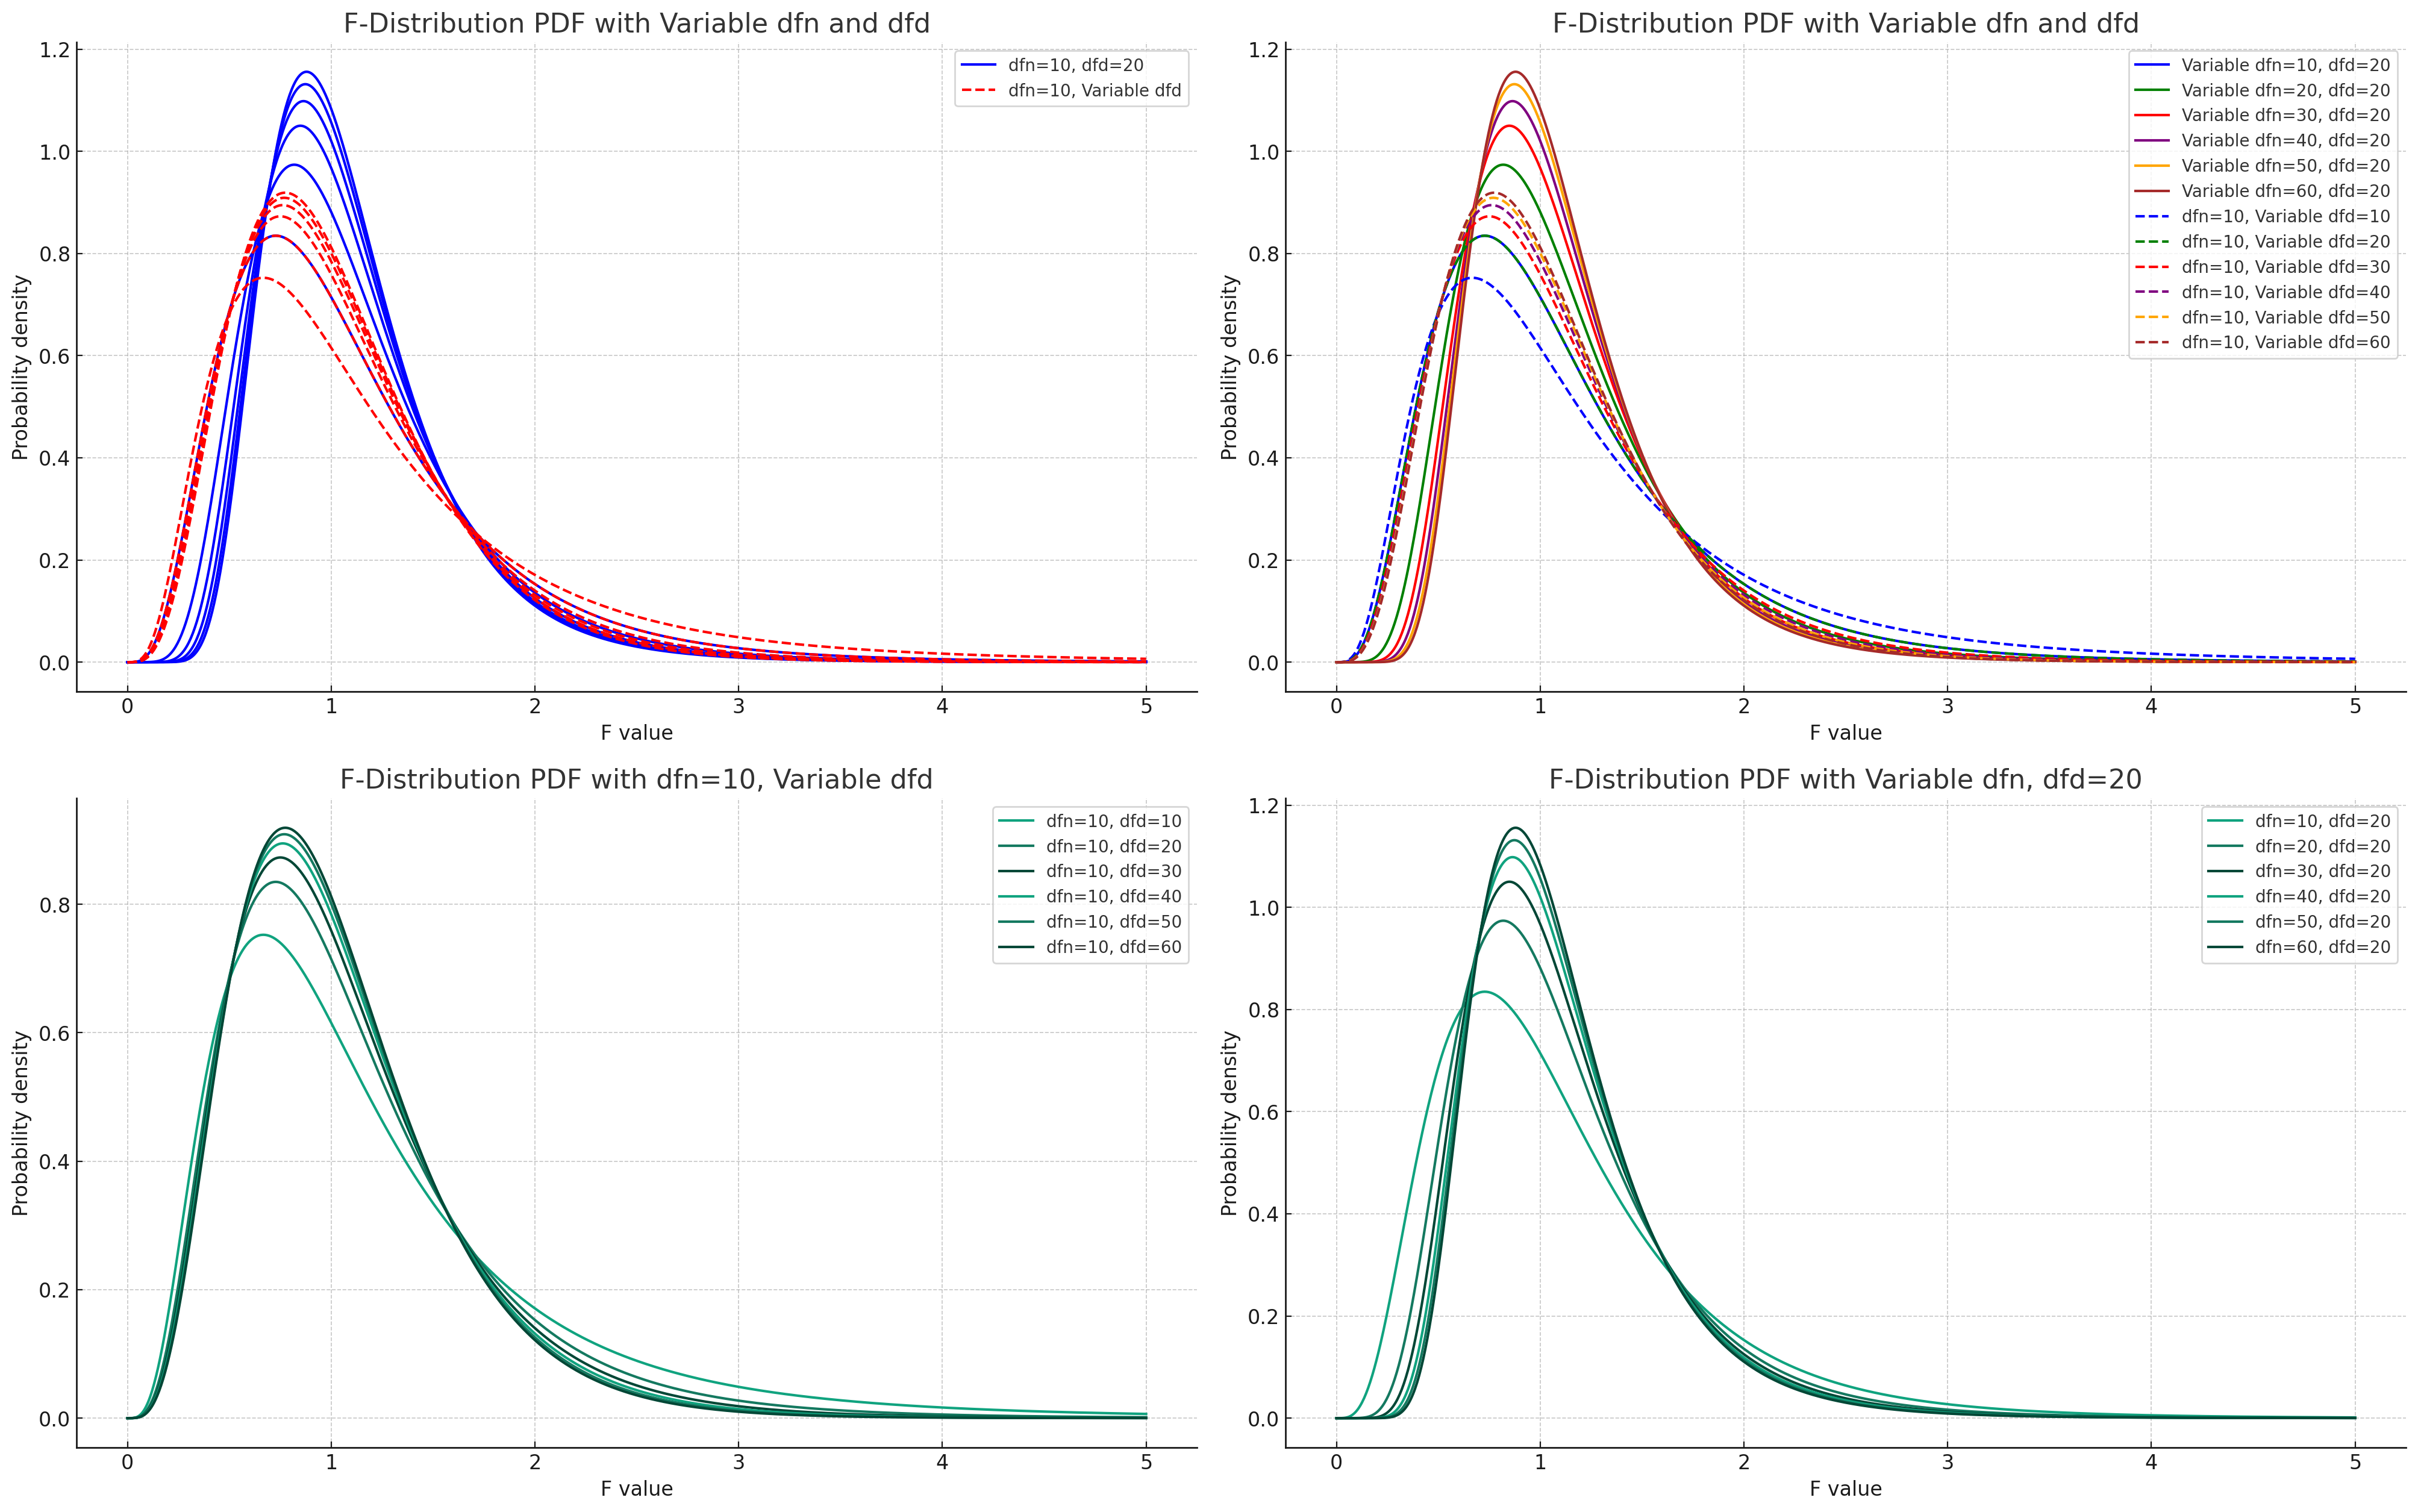 F-Distribution PDF with Variable dfn and dfd
Probability density
1.2
1.0
0.8
0.6
0.4
0.2
0.0
dfn=10, dfd=20
dfn=10, Variable dfd
0 1 2 3 4 5
F value
F-Distribution PDF with Variable dfn and dfd
Probability density
1.2
1.0
0.8
0.6
0.4
0.2
0.0
Variable dfn=10, dfd=20
Variable dfn=20, dfd=20
Variable dfn=30, dfd=20
Variable dfn=40, dfd=20
Variable dfn=50, dfd=20
Variable dfn=60, dfd=20
dfn=10, Variable dfd=10
dfn=10, Variable dfd=20
dfn=10, Variable dfd=30
dfn=10, Variable dfd=40
dfn=10, Variable dfd=50
dfn=10, Variable dfd=60
0 1 2 3 4 5
F value
F-Distribution PDF with dfn=10, Variable dfd
Probability density
0.8
0.6
0.4
0.2
0.0
dfn=10, dfd=10
dfn=10, dfd=20
dfn=10, dfd=30
dfn=10, dfd=40
dfn=10, dfd=50
dfn=10, dfd=60
0 1 2 3 4 5
F value
F-Distribution PDF with Variable dfn, dfd=20
Probability density
1.2
1.0
0.8
0.6
0.4
0.2
0.0
dfn=10, dfd=20
dfn=20, dfd=20
dfn=30, dfd=20
dfn=40, dfd=20
dfn=50, dfd=20
dfn=60, dfd=20
0 1 2 3 4 5
F value